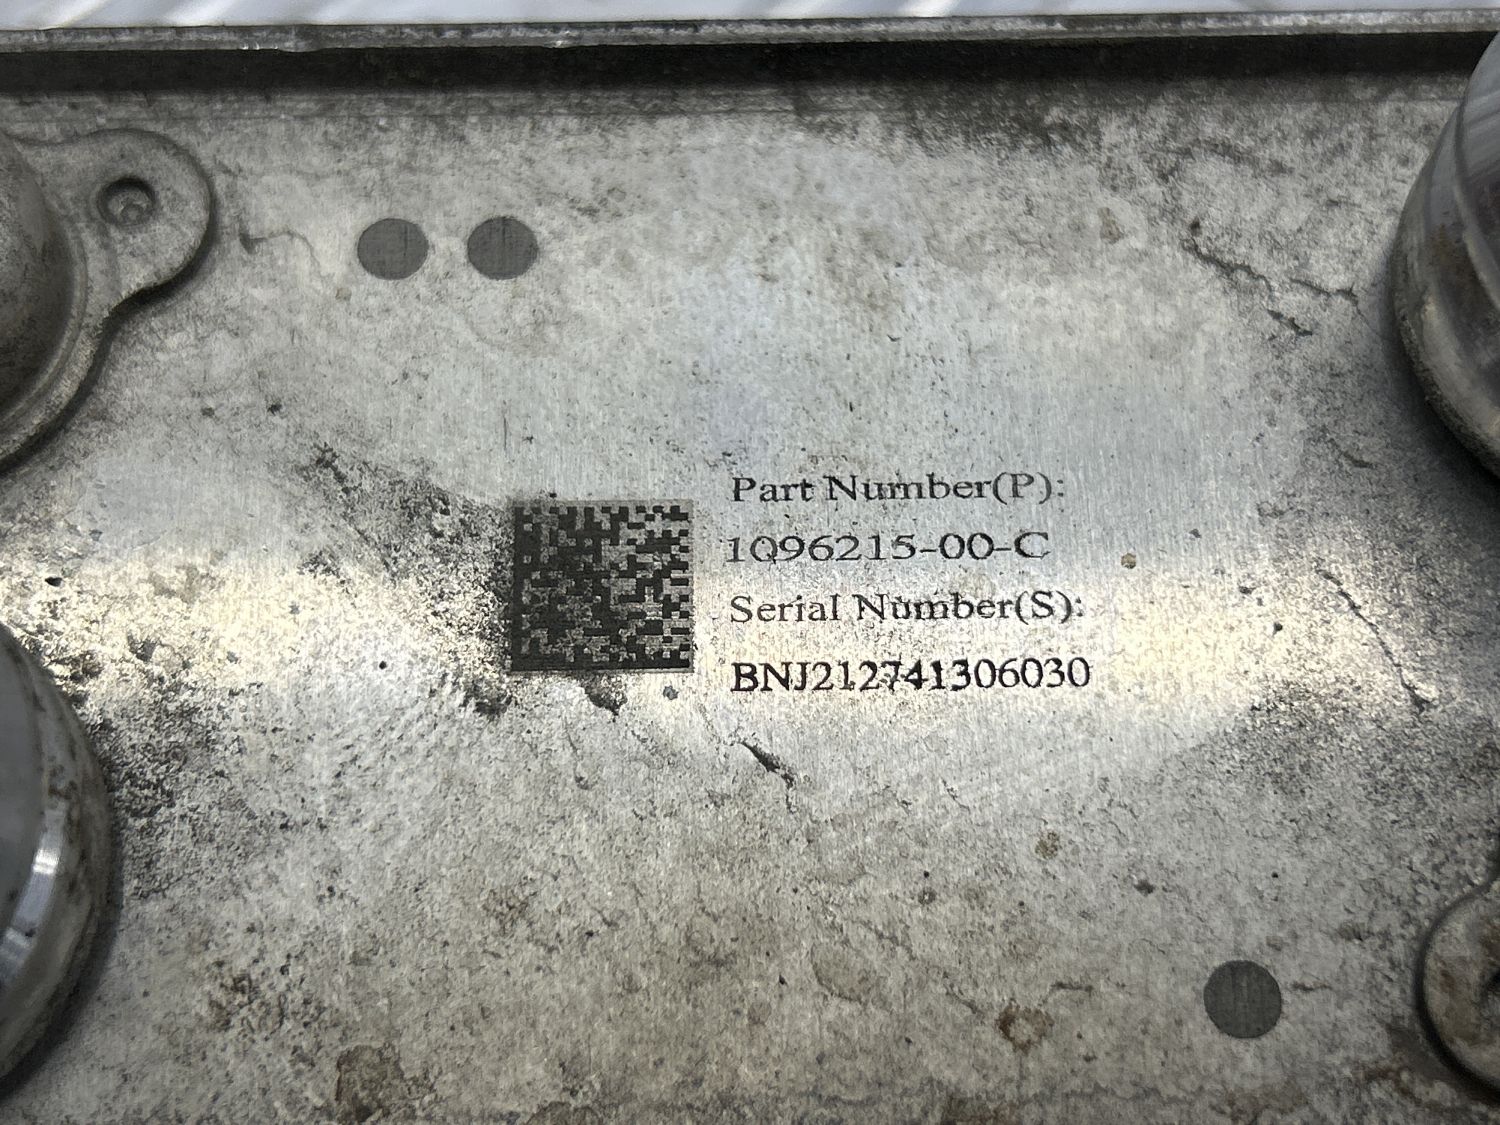 Part Number(P):
1096215-00-C
Serial Number(S):
BNJ212741306030